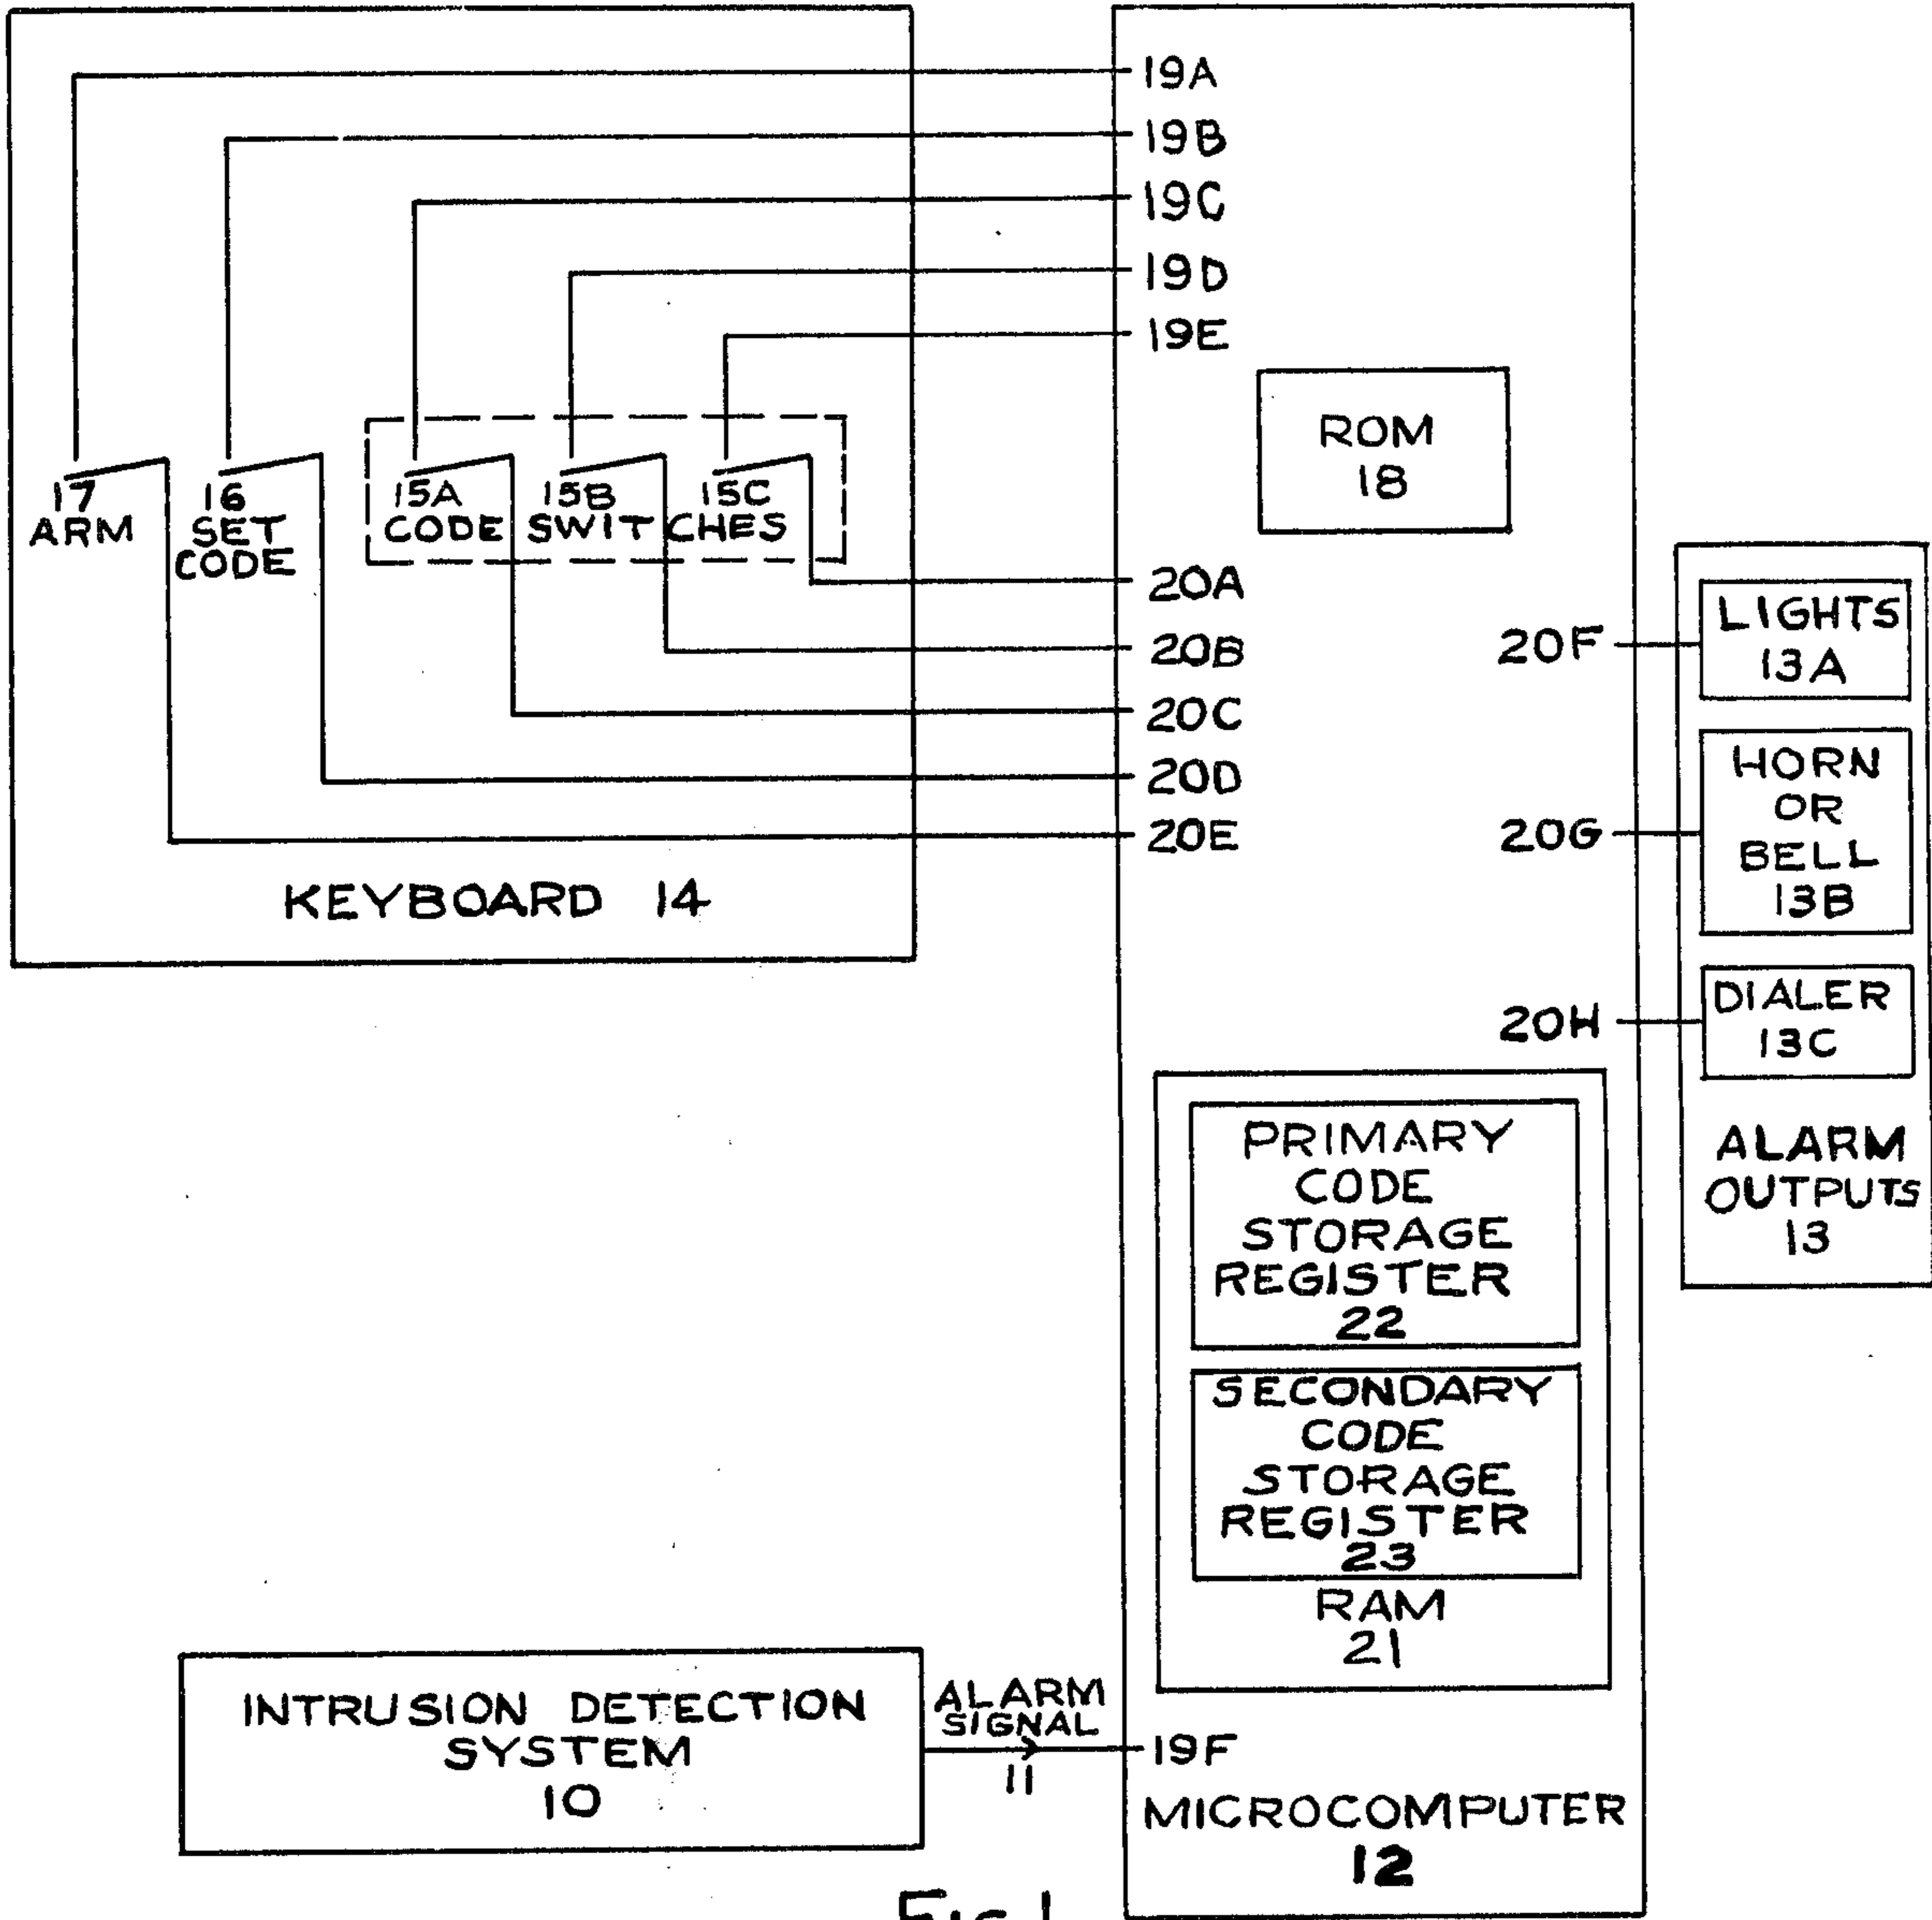 19A
19B
19C
19D
19E
17
ARM
16
SET
CODE
15A 15B 15C
CODE SWITCHES
20A
20B
20C
20D
20E
KEYBOARD 14
ROM
18
20F
20G
20H
LIGHTS
13A
HORN
OR
BELL
13B
DIALER
13C
ALARM
OUTPUTS
13
PRIMARY
CODE
STORAGE
REGISTER
22
SECONDARY
CODE
STORAGE
REGISTER
23
RAM
21
INTRUSION DETECTION
SYSTEM
10
ALARM
SIGNAL
11
19F
MICROCOMPUTER
12
FIG 1